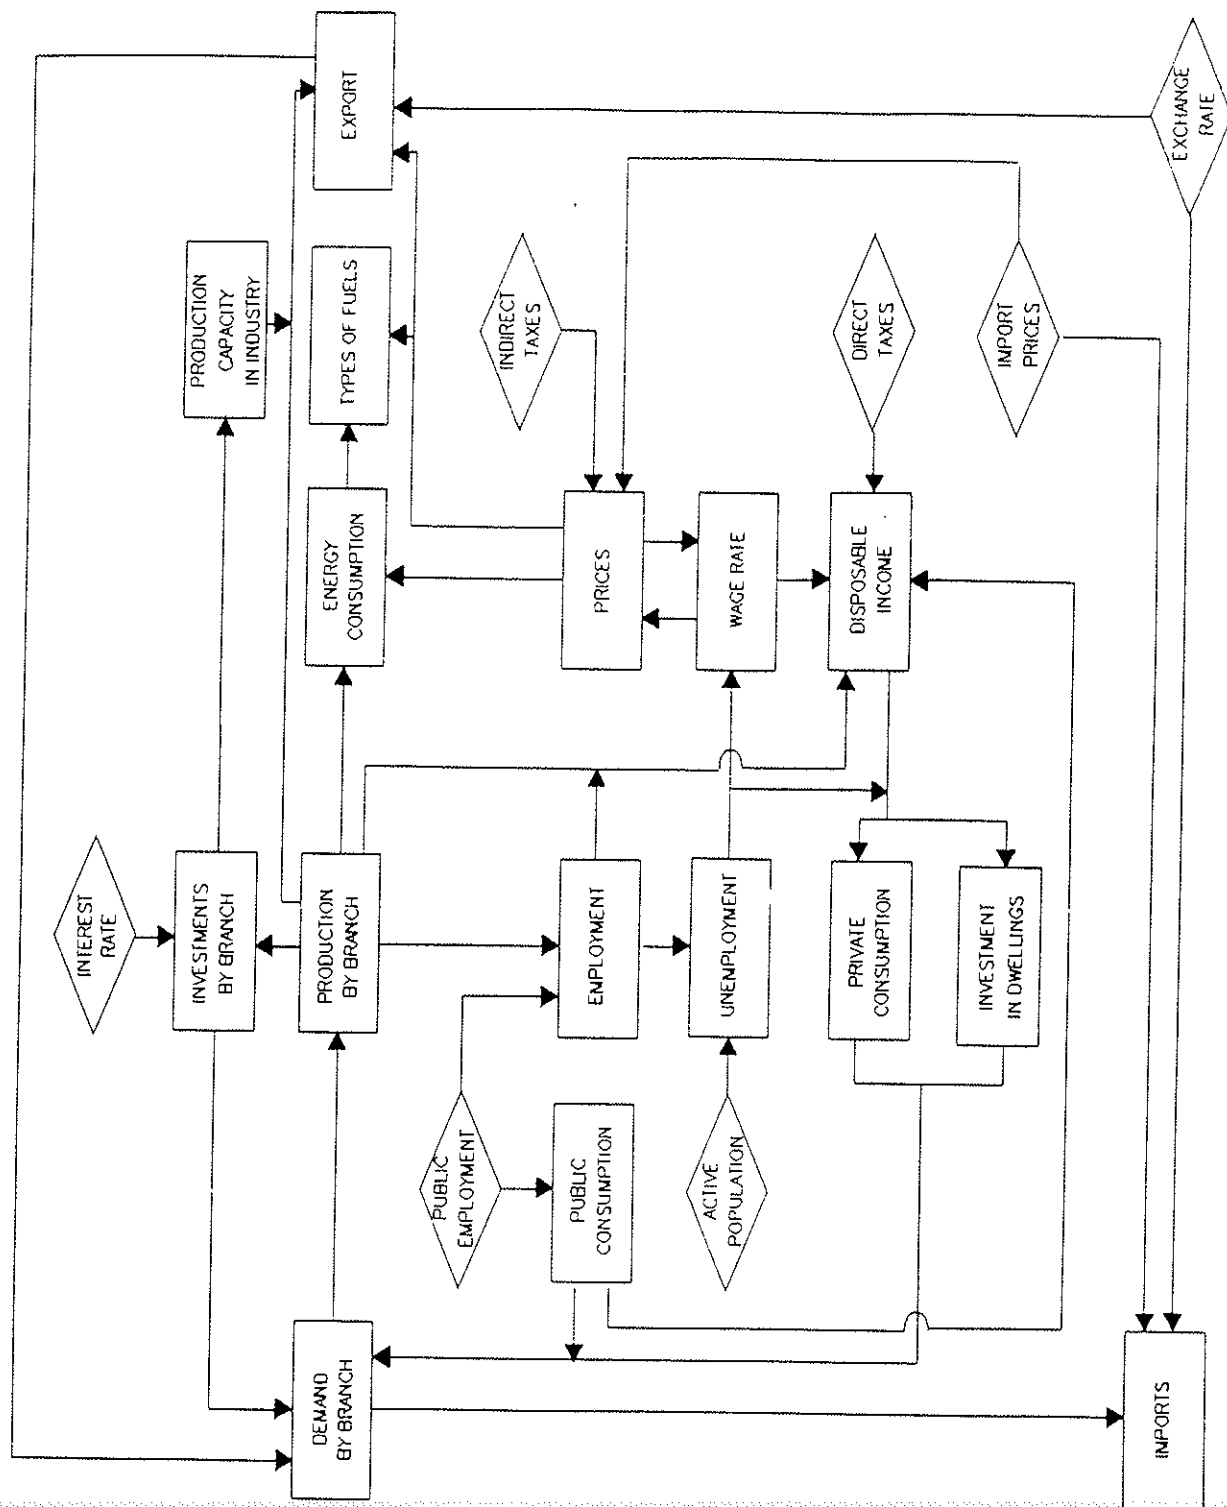 INTEREST
RATE
INVESTMENTS
BY BRANCH
PRODUCTION
CAPACITY
IN INDUSTRY
DEMAND
BY BRANCH
PRODUCTION
BY BRANCH
ENERGY
CONSUMPTION
TYPES OF FUELS
EXPORT
PUBLIC
EMPLOYMENT
PUBLIC
CONSUMPTION
EMPLOYMENT
PRICES
INDIRECT
TAXES
ACTIVE
POPULATION
UNEMPLOYMENT
WAGE RATE
PRIVATE
CONSUMPTION
DISPOSABLE
INCOME
DIRECT
TAXES
INVESTMENT
IN DWELLINGS
IMPORT
PRICES
IMPORTS
EXCHANGE
RATE